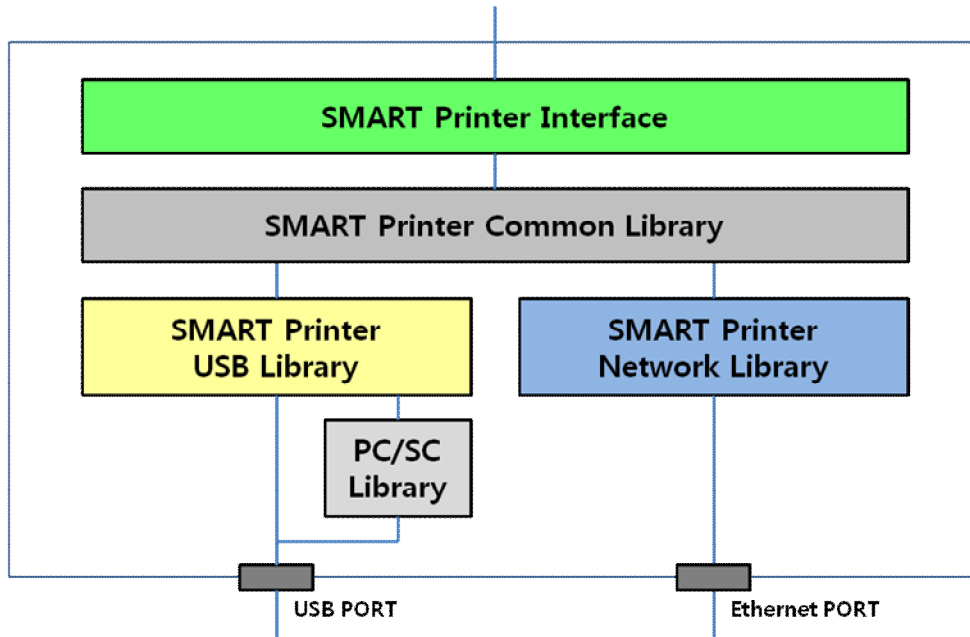 SMART Printer Interface
SMART Printer Common Library
SMART Printer
USB Library
SMART Printer
Network Library
PC/SC
Library
USB PORT
Ethernet PORT